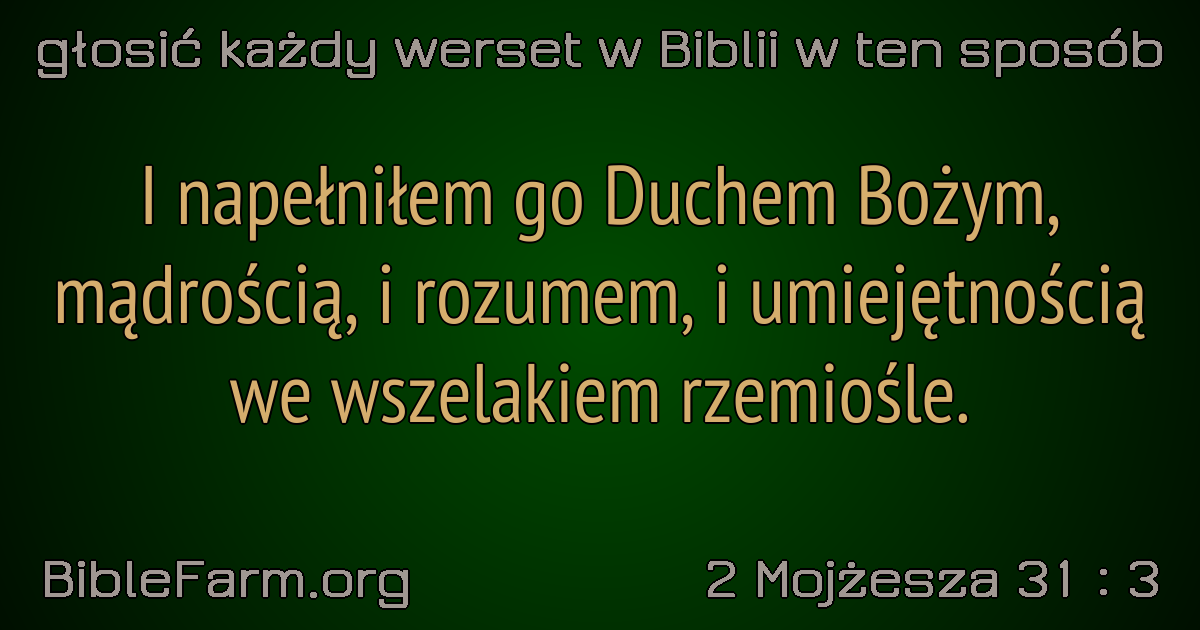 głosić każdy werset w Biblii w ten sposób
I napełniłem go Duchem Bożym,
mądrością, i rozumem, i umiejętnością
we wszelakiem rzemiośle.
BibleFarm.org
2 Mojżesza 31 : 3